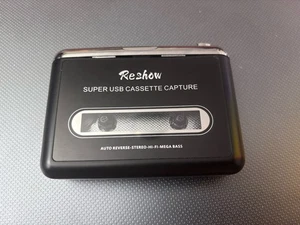 Reshow
SUPER USB CASSETTE CAPTURE
AUTO REVERSE·STEREO·HI-FI·MEGA BASS